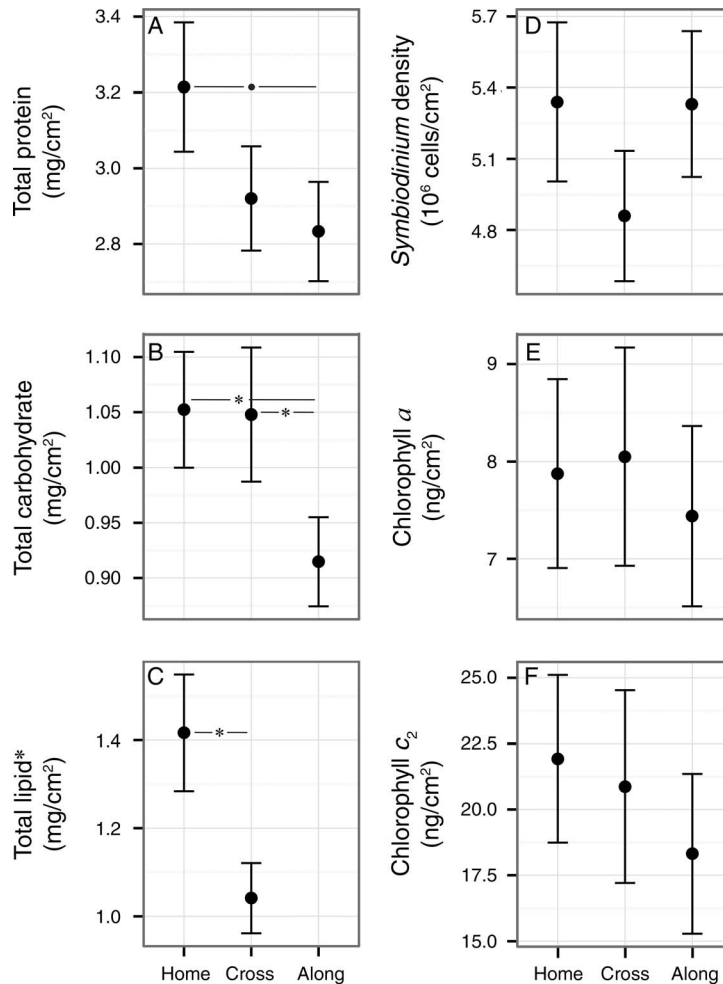 A
Total protein
(mg/cm²)
3.4
3.2
3.0
2.8
B
Total carbohydrate
(mg/cm²)
1.10
1.05
1.00
0.95
0.90
*
*
C
Total lipid*
(mg/cm²)
1.4
1.2
1.0
*
Home Cross Along
D
Symbiodinium density
(10⁶ cells/cm²)
5.7
5.4
5.1
4.8
E
Chlorophyll a
(ng/cm²)
9
8
7
F
Chlorophyll c₂
(ng/cm²)
25.0
22.5
20.0
17.5
15.0
Home Cross Along